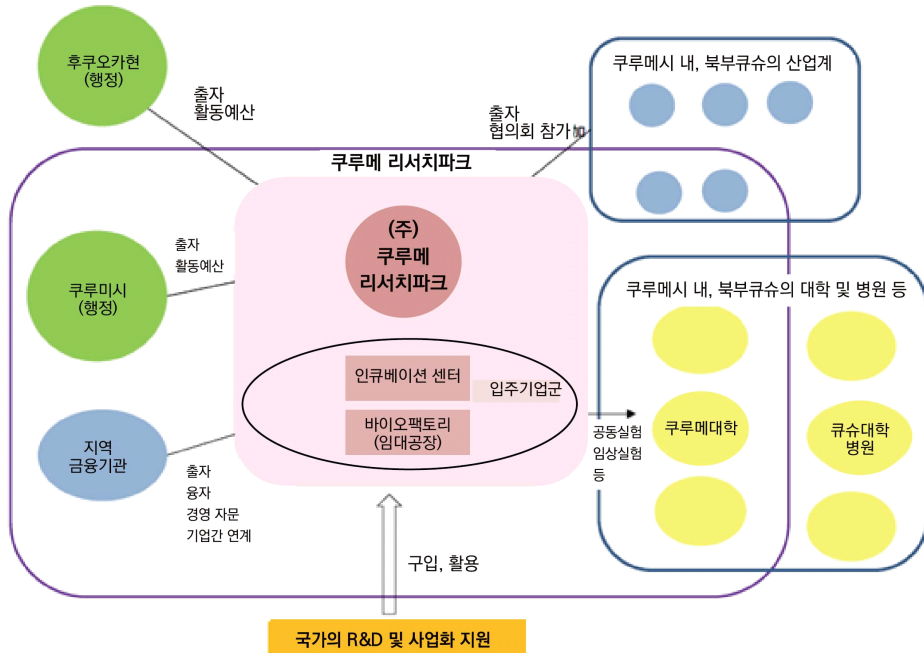 후쿠오카현
(행정)
출자
활동예산
쿠루메시 내, 북부큐슈의 산업계
출자
협의회 참가
쿠루메 리서치파크
(주)
쿠루메
리서치파크
쿠루미시
(행정)
출자
활동예산
쿠루메시 내, 북부큐슈의 대학 및 병원 등
인큐베이션 센터
입주기업군
바이오팩토리
(임대공장)
지역
금융기관
출자
융자
경영 자문
기업간 연계
공동실험
임상실험
등
쿠루메대학
큐슈대학
병원
구입, 활용
국가의 R&D 및 사업화 지원